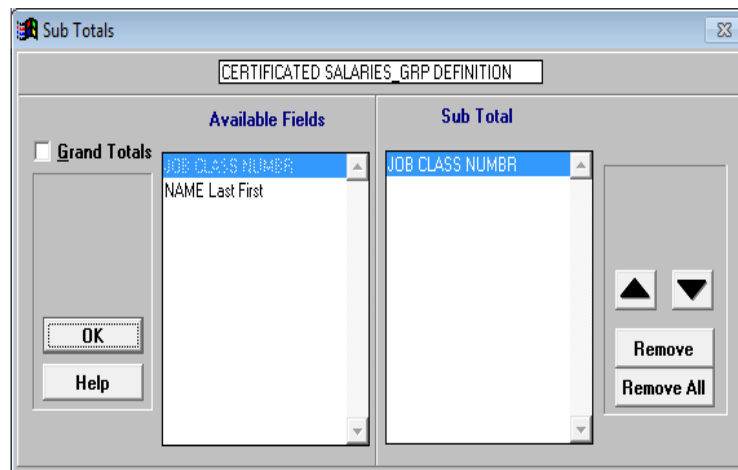 Sub Totals
CERTIFICATED SALARIES_GRP DEFINITION
Available Fields
Sub Total
Grand Totals
JOB CLASS NUMBR
NAME Last First
JOB CLASS NUMBR
OK
Help
Remove
Remove All